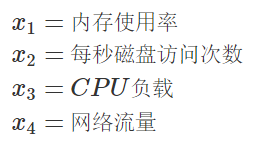 x₁ = 内存使用率
x₂ = 每秒磁盘访问次数
x₃ = CPU负载
x₄ = 网络流量